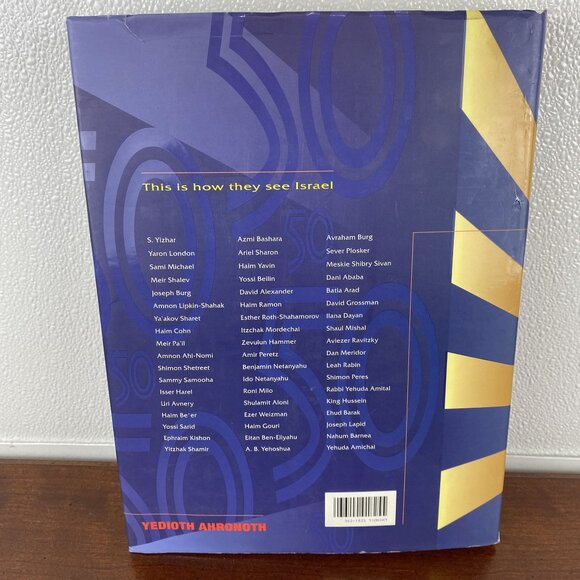 50
This is how they see Israel
S. Yizhar
Yaron London
Sami Michael
Meir Shalev
Joseph Burg
Amnon Lipkin-Shahak
Ya'akov Sharet
Haim Cohn
Meir Pa'il
Amnon Ahi-Nomi
Shimon Shetreet
Sammy Samooha
Isser Harel
Uri Avnery
Haim Be'er
Yossi Sarid
Ephraim Kishon
Yitzhak Shamir
Azmi Bashara
Ariel Sharon
Haim Yavin
Yossi Beilin
David Alexander
Haim Ramon
Esther Roth-Shahamorov
Itzchak Mordechai
Zevulun Hammer
Amir Peretz
Benjamin Netanyahu
Ido Netanyahu
Roni Milo
Shulamit Aloni
Ezer Weizman
Haim Gouri
Eitan Ben-Eliyahu
A. B. Yehoshua
Avraham Burg
Sever Plosker
Meskie Shibry Sivan
Dani Ababa
Batia Arad
David Grossman
Ilana Dayan
Shaul Mishal
Aviezer Ravitzky
Dan Meridor
Leah Rabin
Shimon Peres
Rabbi Yehuda Amital
King Hussein
Ehud Barak
Joseph Lapid
Nahum Barnea
Yehuda Amichai
YEDIOTH AHRONOTH